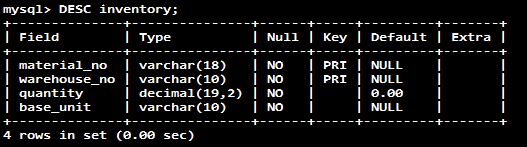 mysql> DESC inventory;
+--------------+---------------+------+-----+---------+-------+
| Field        | Type          | Null | Key | Default | Extra |
+--------------+---------------+------+-----+---------+-------+
| material_no  | varchar(18)   | NO   | PRI | NULL    |       |
| warehouse_no | varchar(10)   | NO   | PRI | NULL    |       |
| quantity     | decimal(19,2) | NO   |     | 0.00    |       |
| base_unit    | varchar(10)   | NO   |     | NULL    |       |
+--------------+---------------+------+-----+---------+-------+
4 rows in set (0.00 sec)